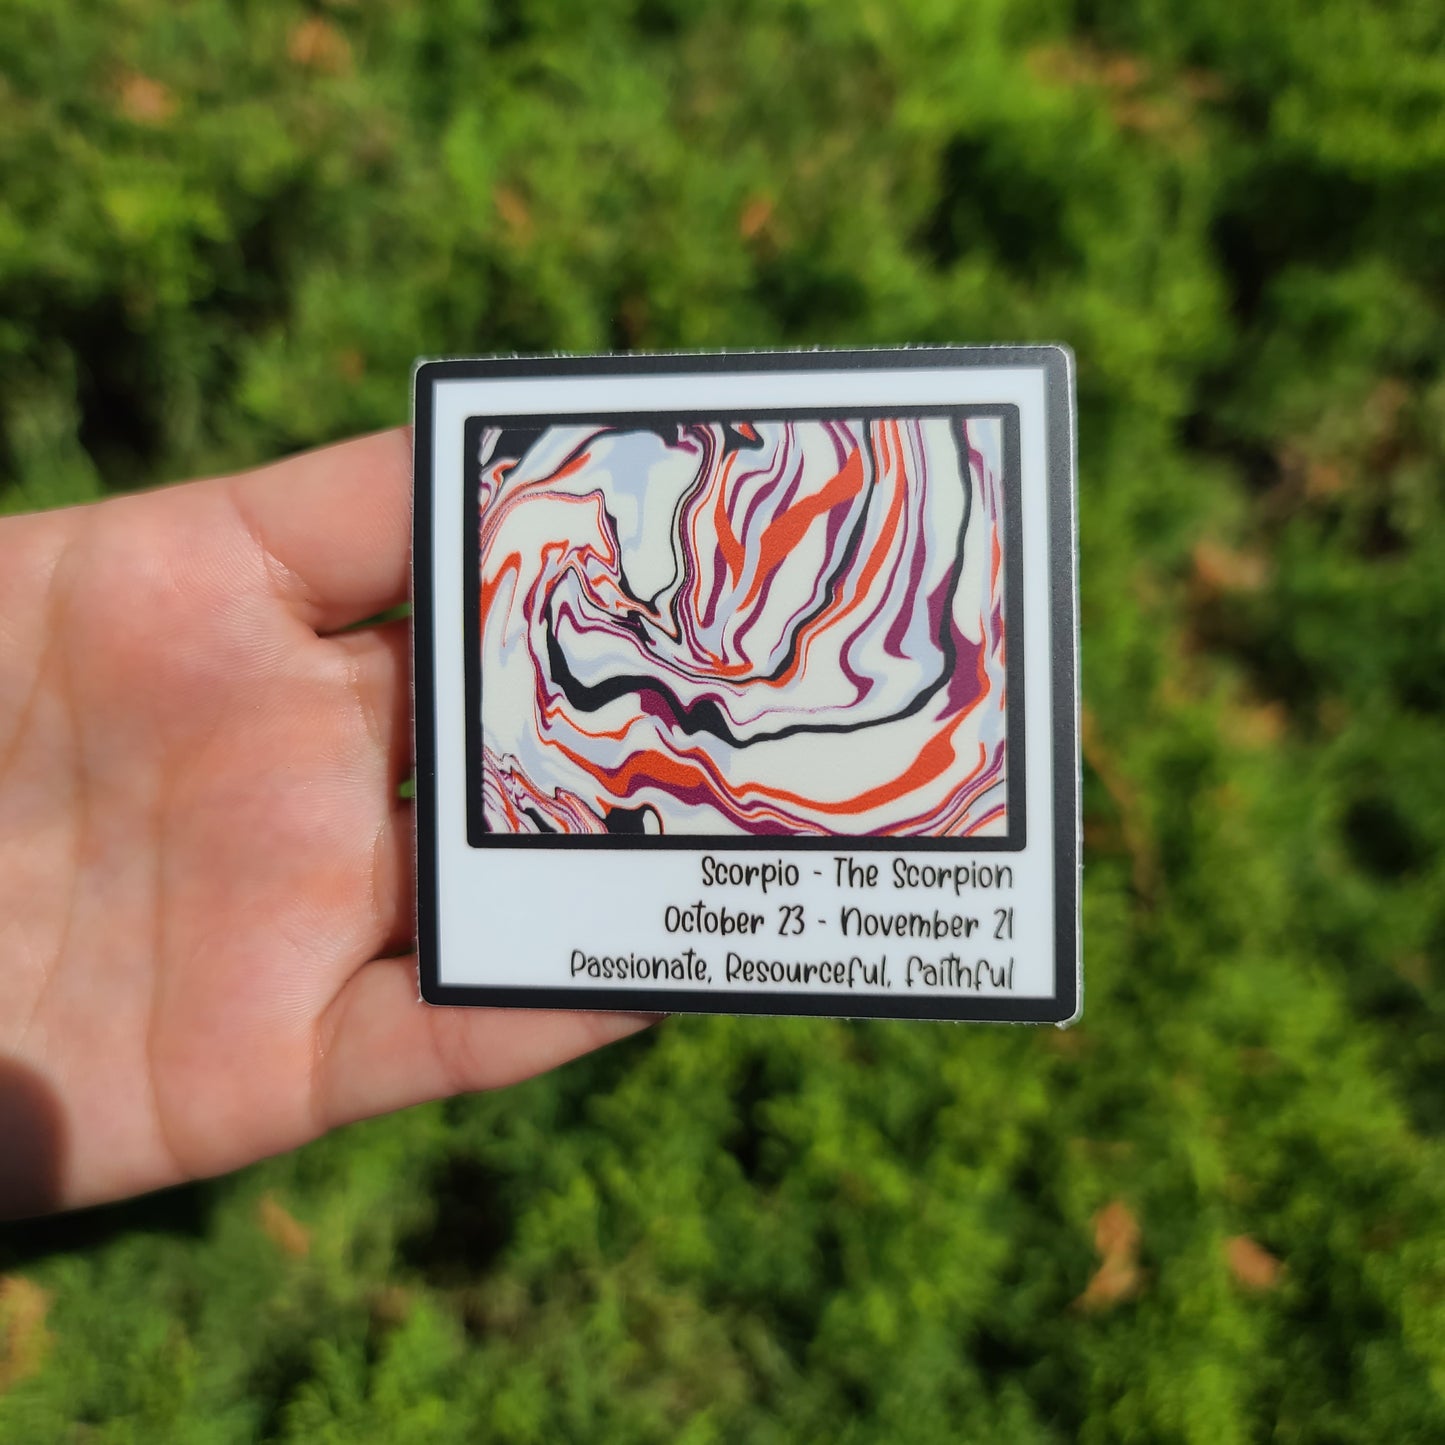 Scorpio - The Scorpion
October 23 - November 21
Passionate, Resourceful, Faithful